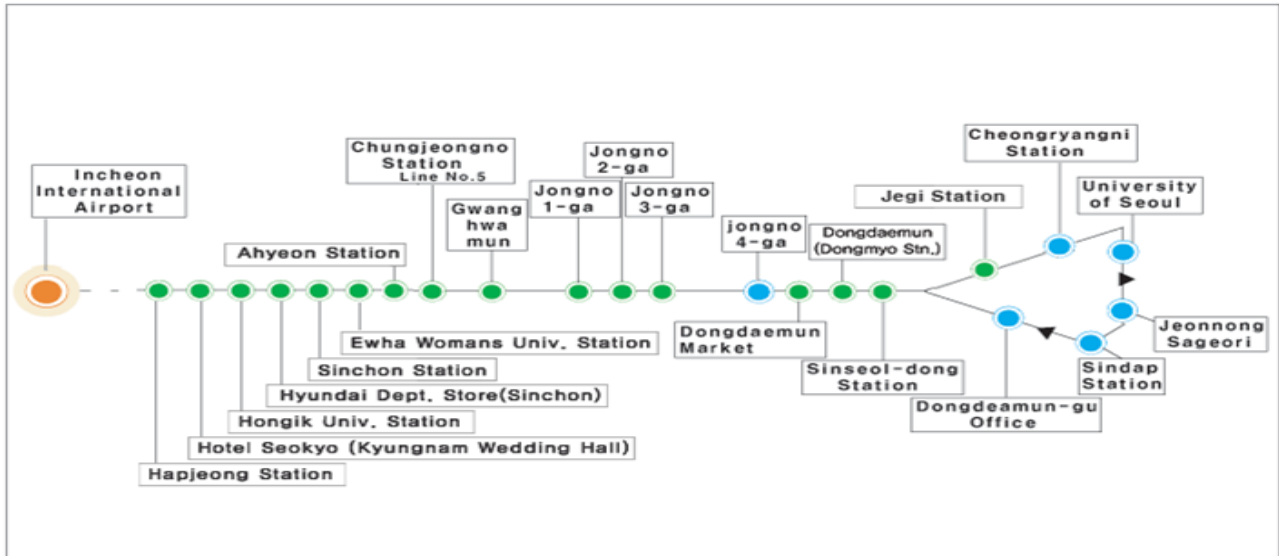 Incheon
International
Airport
Hapjeong Station
Hotel Seokyo (Kyungnam Wedding Hall)
Hongik Univ. Station
Hyundai Dept. Store(Sinchon)
Sinchon Station
Ewha Womans Univ. Station
Ahyeon Station
Chungjeongno
Station
Line No.5
Gwang
hwa
mun
Jongno
1-ga
Jongno
2-ga
Jongno
3-ga
jongno
4-ga
Dongdaemun
Market
Dongdaemun
(Dongmyo Stn.)
Sinseol-dong
Station
Jegi Station
Cheongryangni
Station
University
of Seoul
Jeonnong
Sageori
Sindap
Station
Dongdeamun-gu
Office